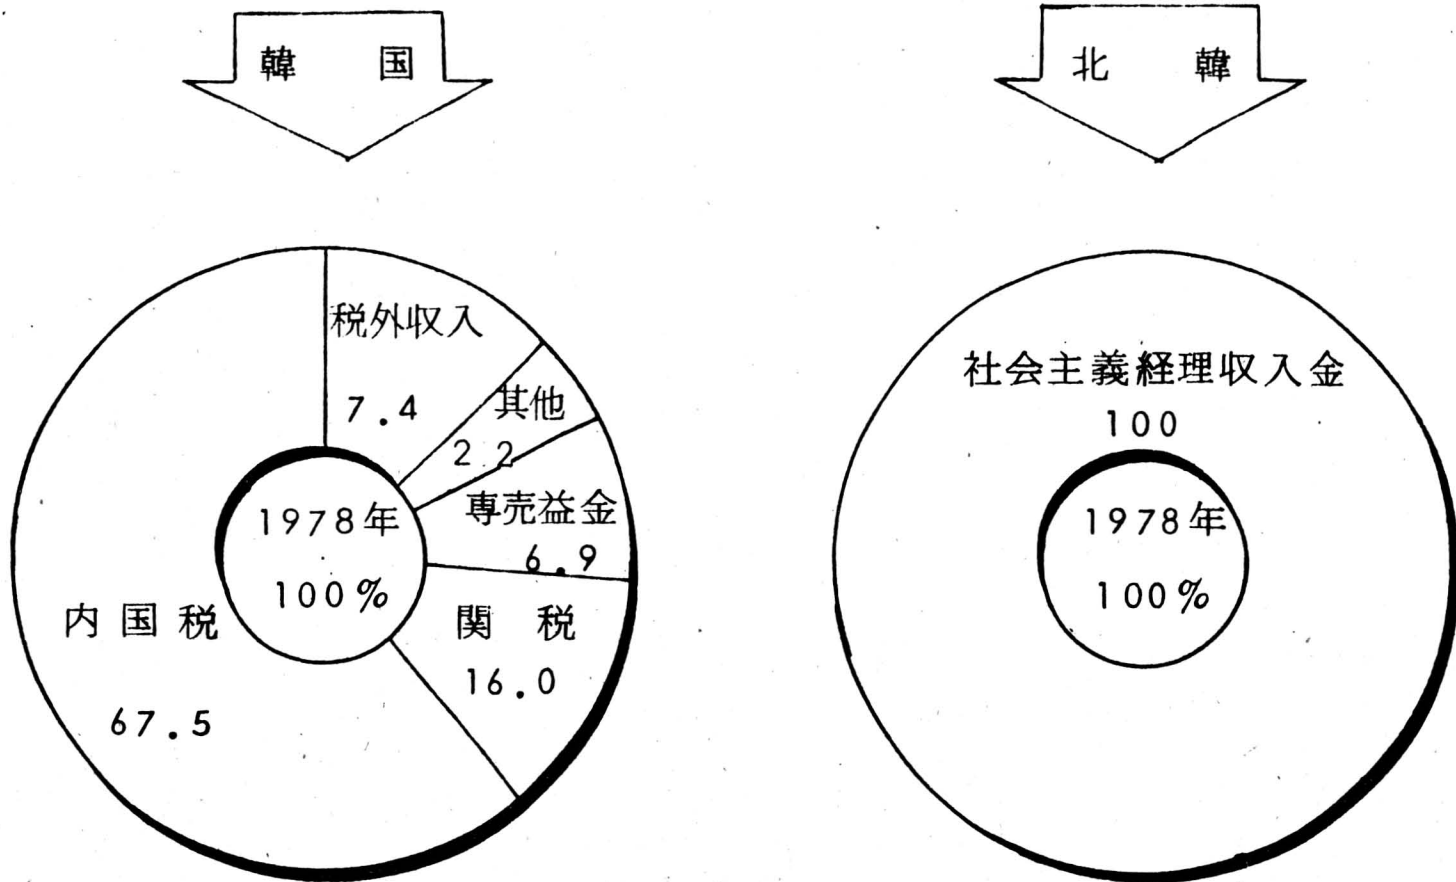 韓 国
税外収入
7.4
其他
2.2
専売益金
6.9
関 税
16.0
内国税
67.5
1978年
100%
北 韓
社会主義経理収入金
100
1978年
100%